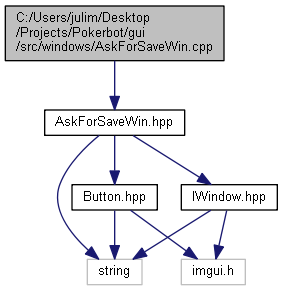 C:/Users/julim/Desktop
/Projects/Pokerbot/gui
/src/windows/AskForSaveWin.cpp
AskForSaveWin.hpp
Button.hpp
IWindow.hpp
string
imgui.h